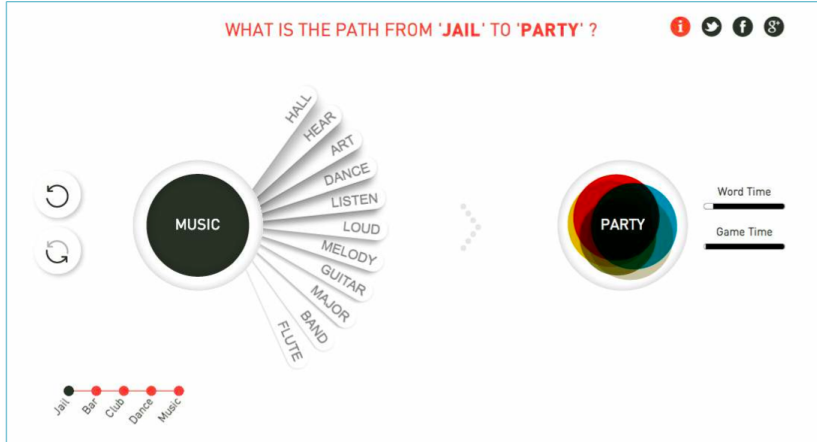 WHAT IS THE PATH FROM 'JAIL' TO 'PARTY' ?
i f g+
HALL
HEAR
ART
DANCE
LISTEN
LOUD
MELODY
GUITAR
MAJOR
BAND
FLUTE
MUSIC
PARTY
Word Time
Game Time
Jail
Bar
Club
Dance
Music